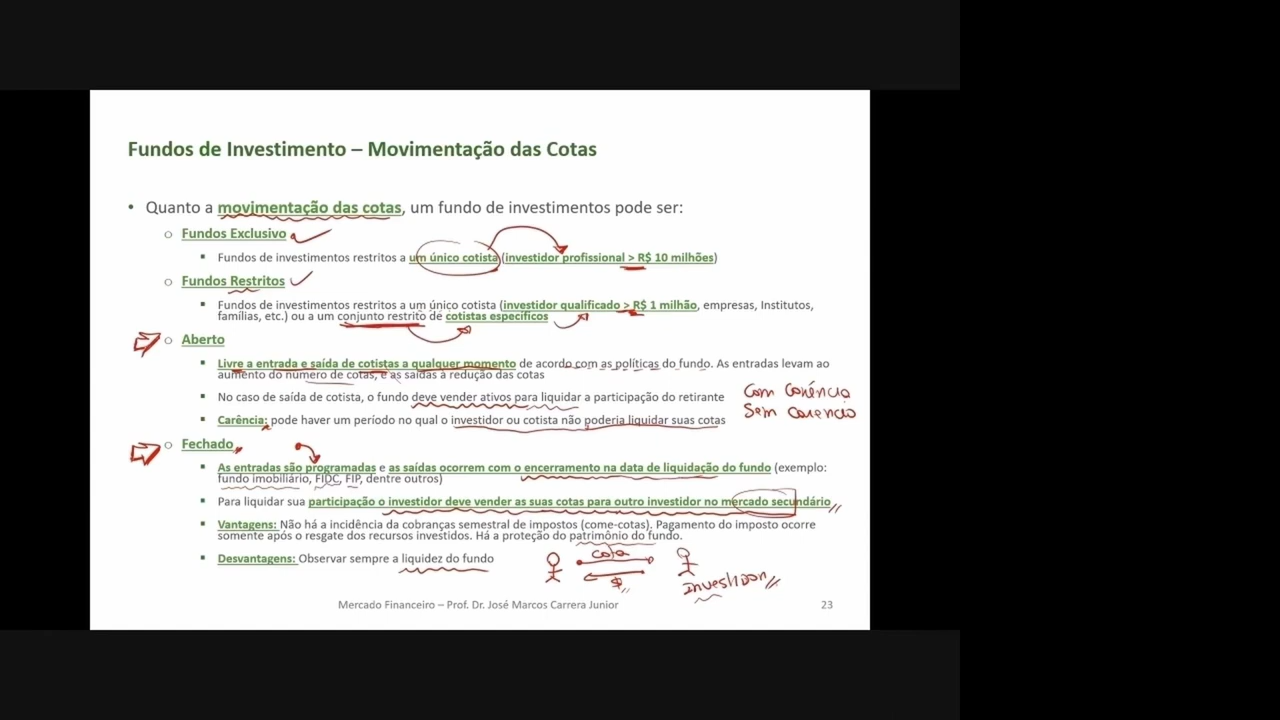 Fundos de Investimento – Movimentação das Cotas
• Quanto a movimentação das cotas, um fundo de investimentos pode ser:
o Fundos Exclusivo
▪ Fundos de investimentos restritos a um único cotista (investidor profissional > R$ 10 milhões)
o Fundos Restritos
▪ Fundos de investimentos restritos a um único cotista (investidor qualificado > R$ 1 milhão, empresas, Institutos,
famílias, etc.) ou a um conjunto restrito de cotistas específicos
o Aberto
▪ Livre a entrada e saída de cotistas a qualquer momento de acordo com as políticas do fundo. As entradas levam ao
aumento do número de cotas, e as saídas à redução das cotas
▪ No caso de saída de cotista, o fundo deve vender ativos para liquidar a participação do retirante
Com Carência
Sem carencia
▪ Carência: pode haver um período no qual o investidor ou cotista não poderia liquidar suas cotas
o Fechado
▪ As entradas são programadas e as saídas ocorrem com o encerramento na data de liquidação do fundo (exemplo:
fundo imobiliário, FIDC, FIP, dentre outros)
▪ Para liquidar sua participação o investidor deve vender as suas cotas para outro investidor no mercado secundário
▪ Vantagens: Não há a incidência da cobranças semestral de impostos (come-cotas). Pagamento do imposto ocorre
somente após o resgate dos recursos investidos. Há a proteção do patrimônio do fundo.
▪ Desvantagens: Observar sempre a liquidez do fundo
cota
$
Investidor
Mercado Financeiro – Prof. Dr. José Marcos Carrera Junior
23